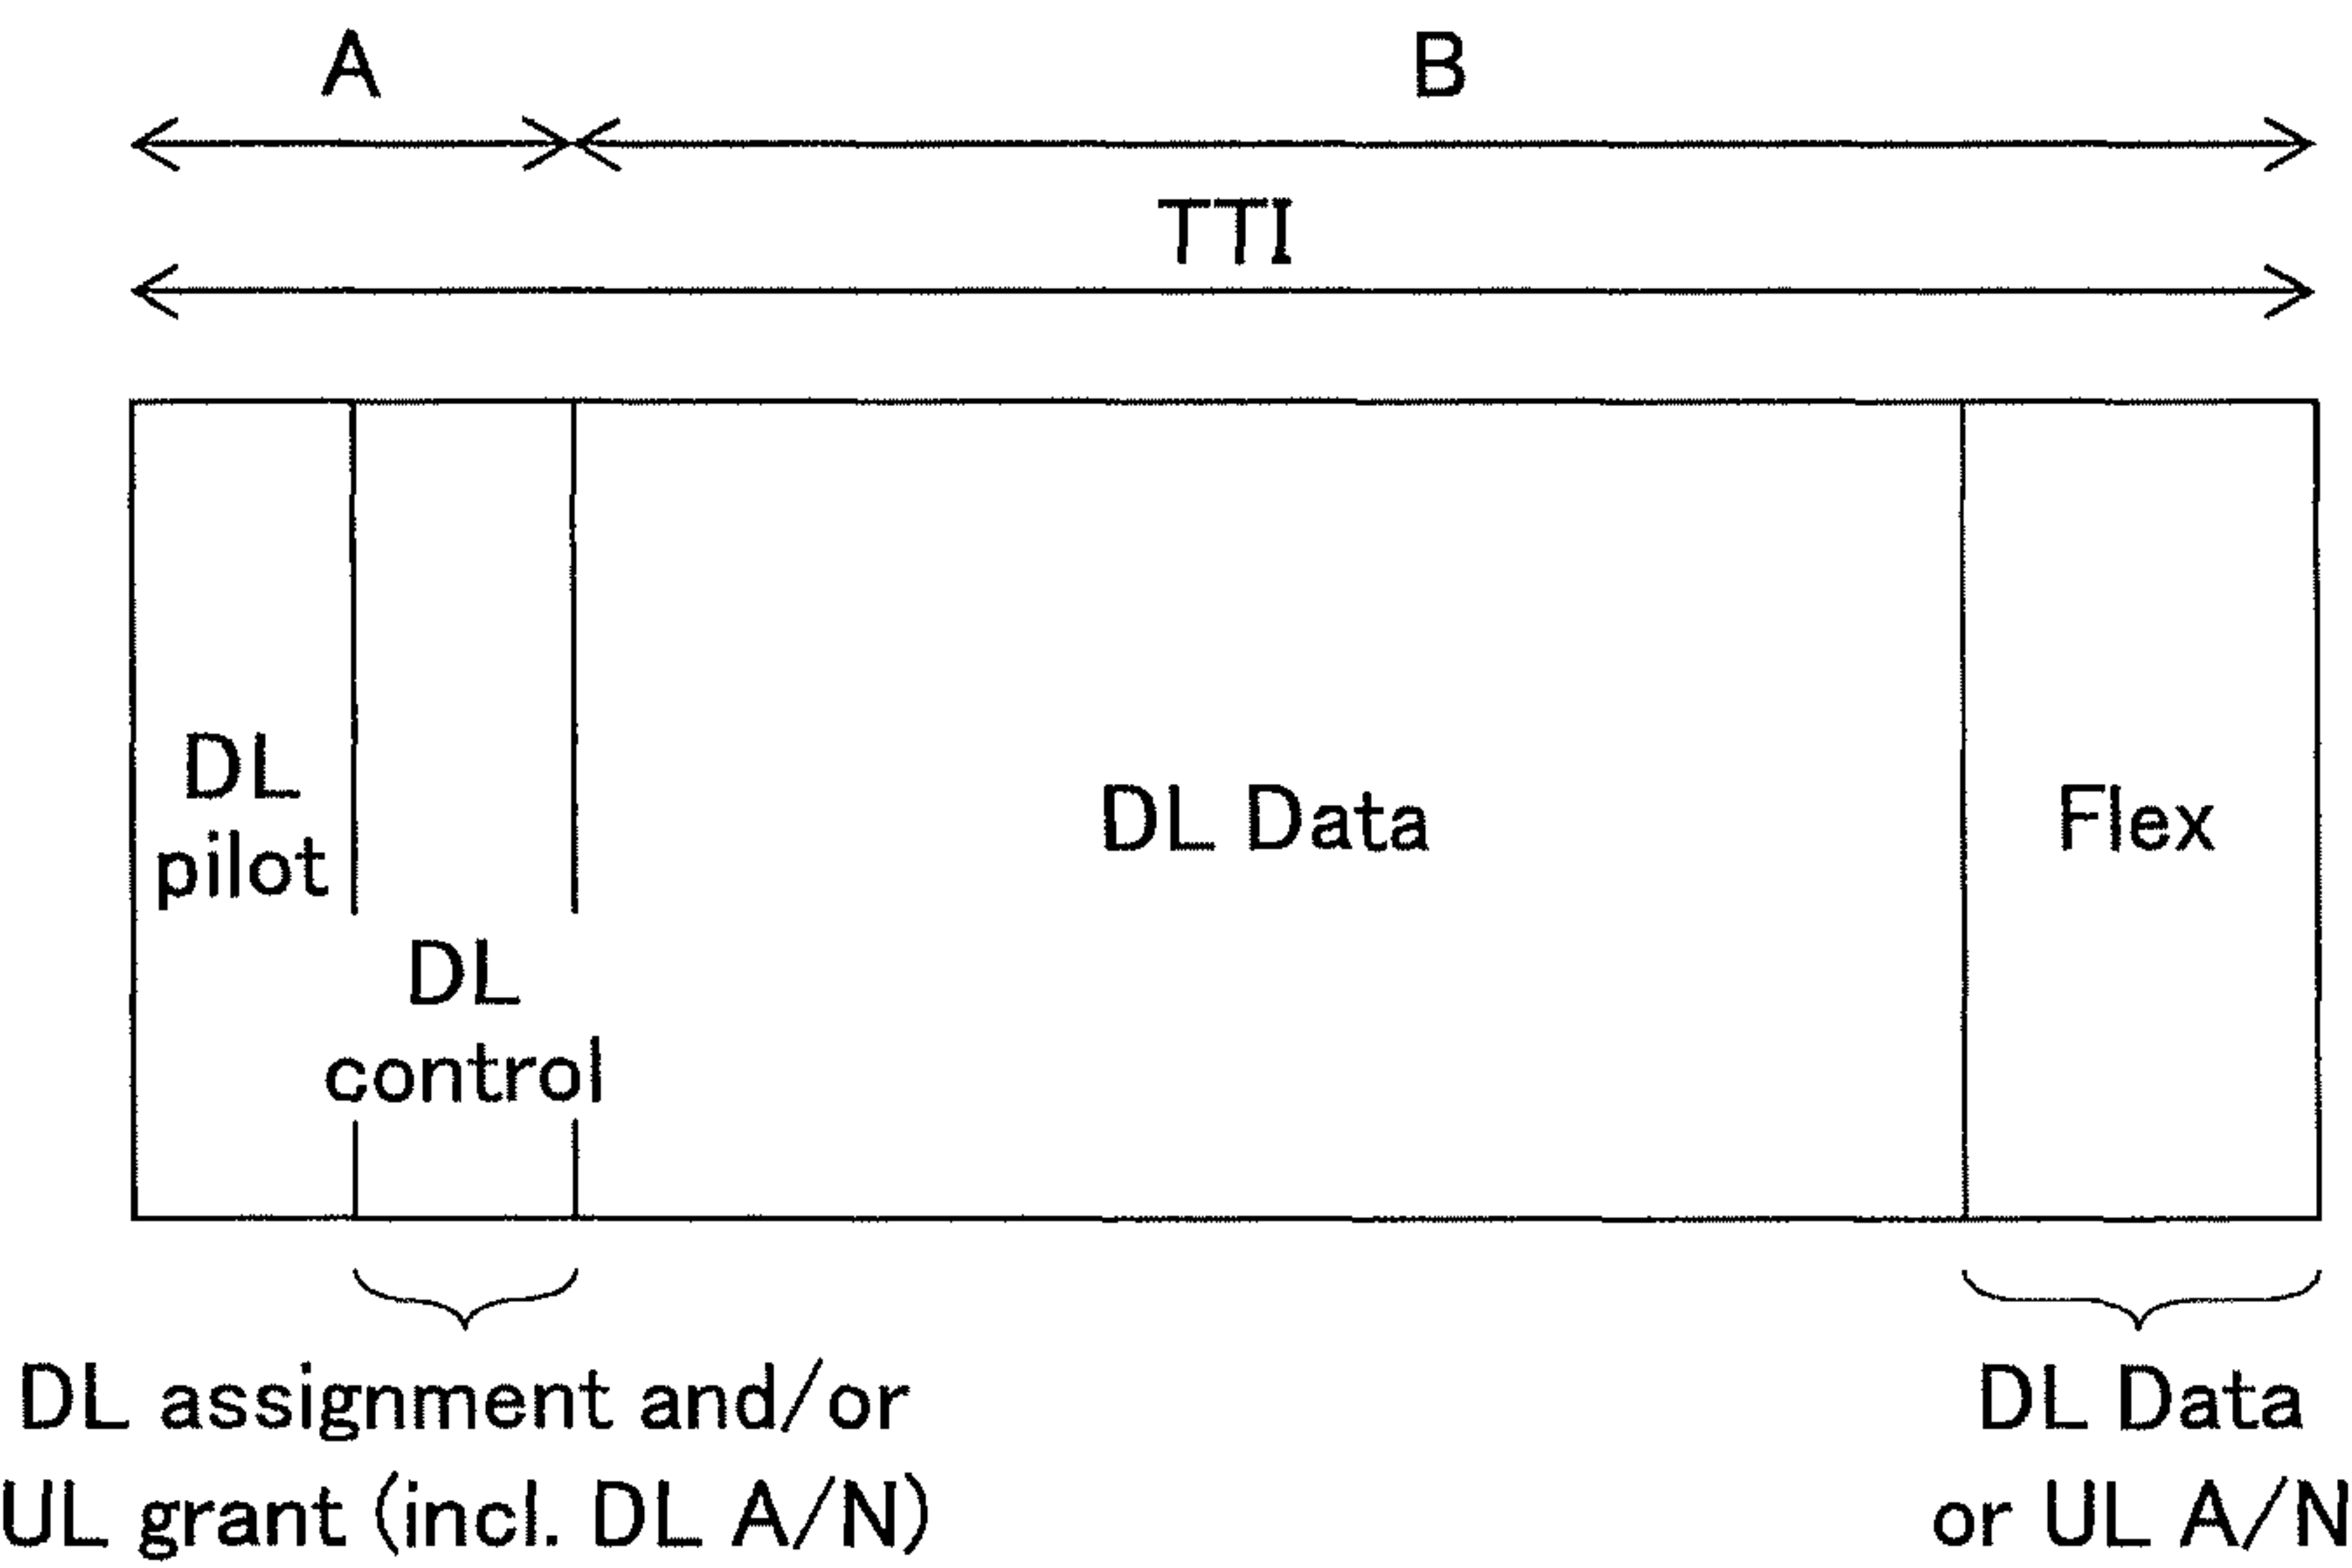 A
B
TTI
DL
pilot
DL
control
DL Data
Flex
DL assignment and/or
UL grant (incl. DL A/N)
DL Data
or UL A/N